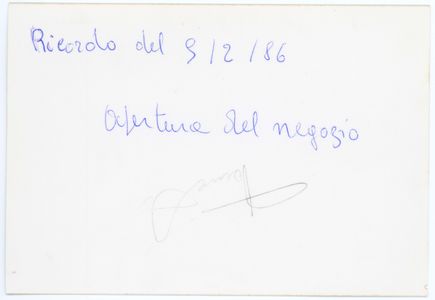 Ricordo del 9/2/86
apertura del negozio